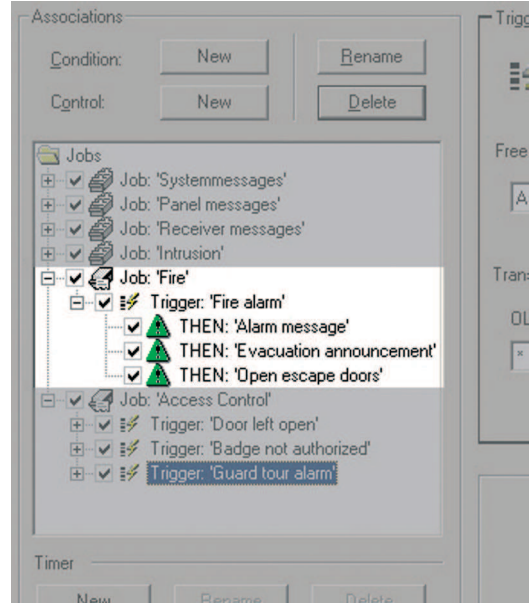 Associations
Trigg
Condition: New Rename
Control: New Delete
Free
A
Jobs
Job: 'Systemmessages'
Job: 'Panel messages'
Job: 'Receiver messages'
Job: 'Intrusion'
Job: 'Fire'
Trans
Trigger: 'Fire alarm'
OL
THEN: 'Alarm message'
*
THEN: 'Evacuation announcement'
THEN: 'Open escape doors'
Job: 'Access Control'
Trigger: 'Door left open'
Trigger: 'Badge not authorized'
Trigger: 'Guard tour alarm'
Timer
New Rename Delete